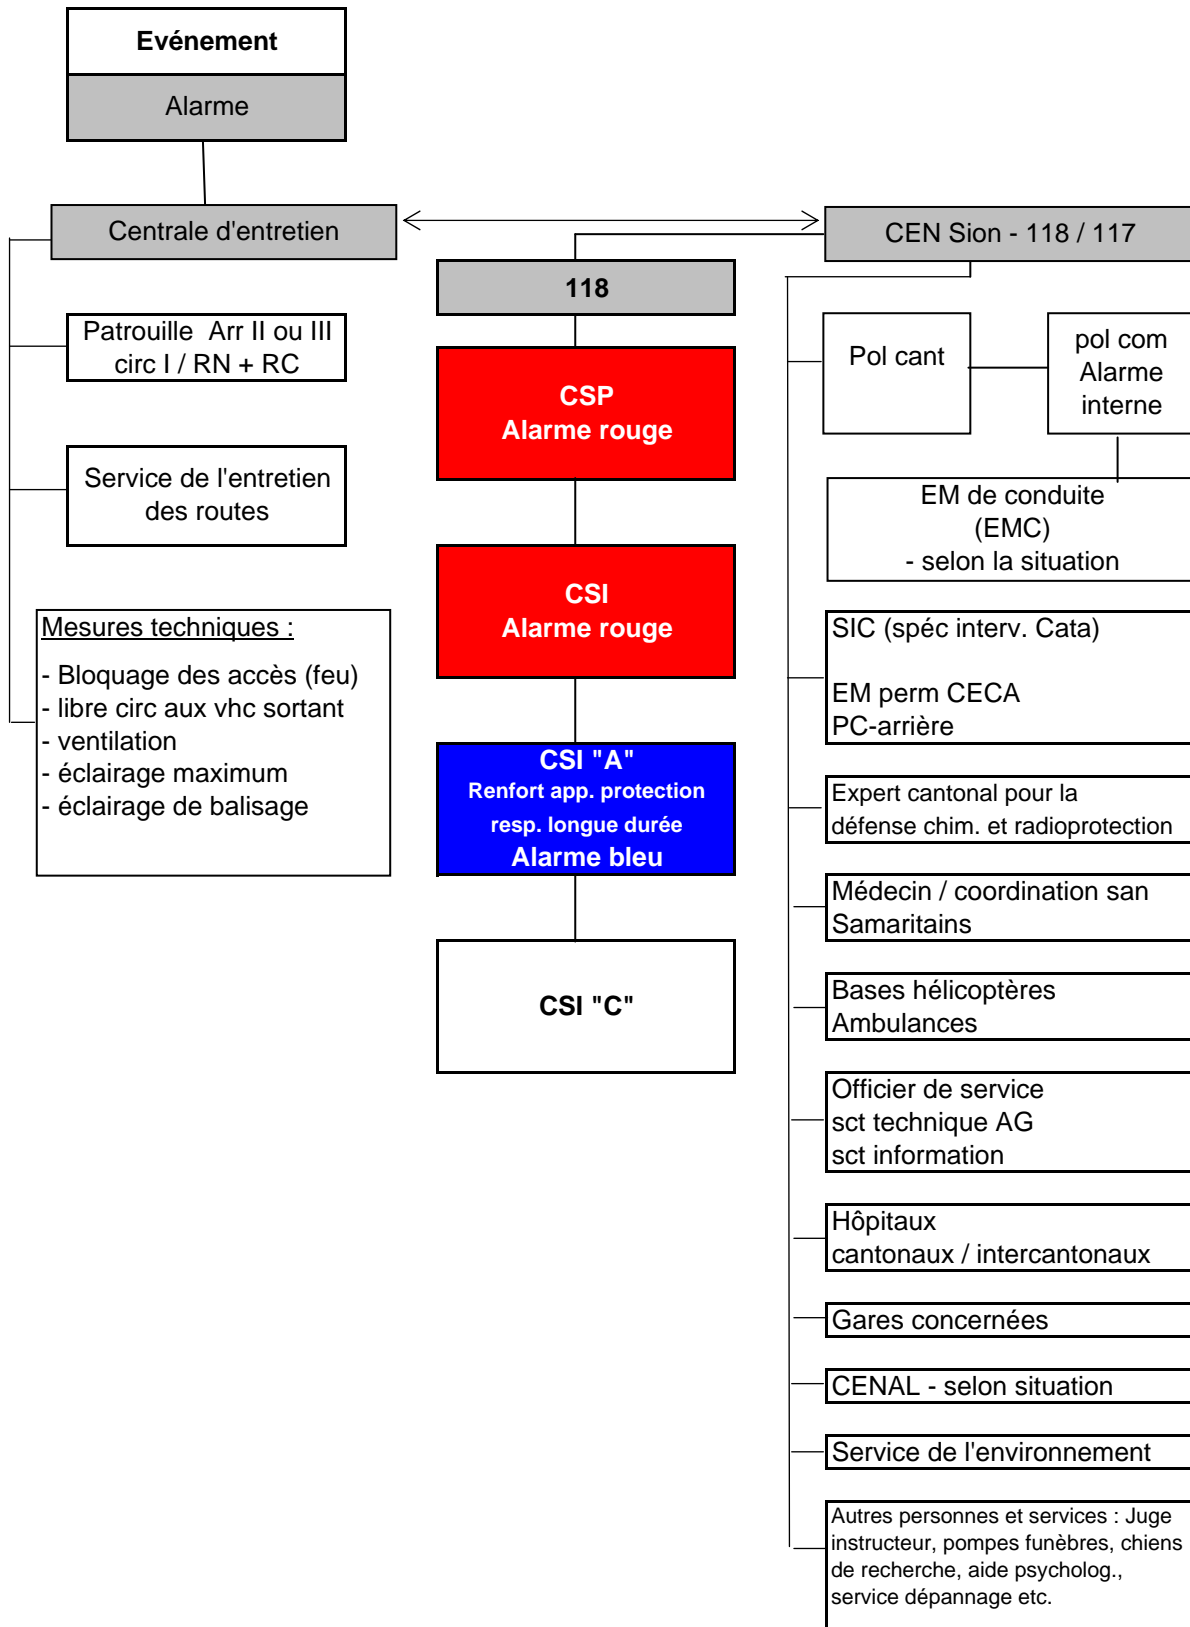 Evénement
Alarme
Centrale d'entretien
CEN Sion - 118 / 117
Patrouille  Arr II ou III
circ I / RN + RC
Service de l'entretien
des routes
Mesures techniques :
- Bloquage des accès (feu)
- libre circ aux vhc sortant
- ventilation
- éclairage maximum
- éclairage de balisage
118
CSP
Alarme rouge
CSI
Alarme rouge
CSI "A"
Renfort app. protection
resp. longue durée
Alarme bleu
CSI "C"
Pol cant
pol com
Alarme
interne
EM de conduite
(EMC)
- selon la situation
SIC (spéc interv. Cata)
EM perm CECA
PC-arrière
Expert cantonal pour la
défense chim. et radioprotection
Médecin / coordination san
Samaritains
Bases hélicoptères
Ambulances
Officier de service
sct technique AG
sct information
Hôpitaux
cantonaux / intercantonaux
Gares concernées
CENAL - selon situation
Service de l'environnement
Autres personnes et services : Juge
instructeur, pompes funèbres, chiens
de recherche, aide psycholog.,
service dépannage etc.